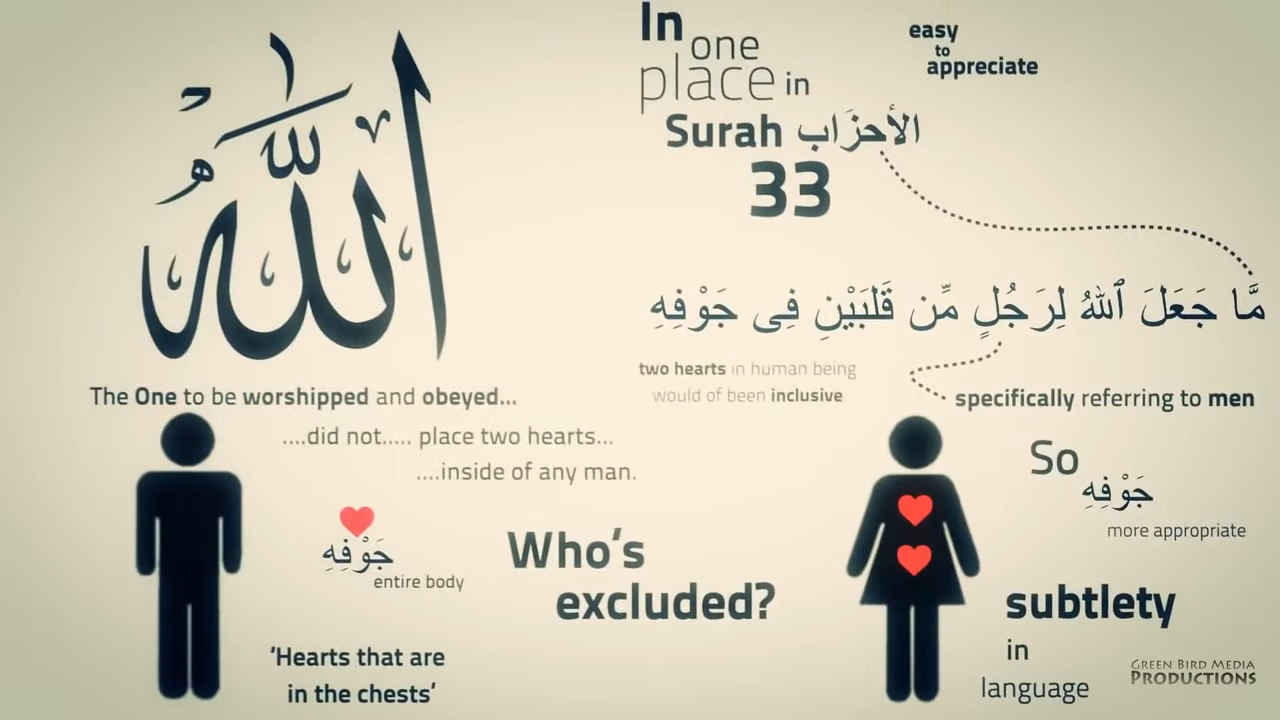 اللهُ
The One to be worshipped and obeyed...
....did not..... place two hearts...
....inside of any man.
جَوْفِهِ
entire body
'Hearts that are
in the chests'
Who's
excluded?
In
one
place in
Surah الأحزَاب
33
easy
to
appreciate
مَّا جَعَلَ ٱللهُ لِرَجُلٍ مِّن قَلْبَيْنِ فِى جَوْفِهِ
two hearts in human being
would of been inclusive
specifically referring to men
So
جَوْفِهِ
more appropriate
subtlety
in
language
GREEN BIRD MEDIA
PRODUCTIONS